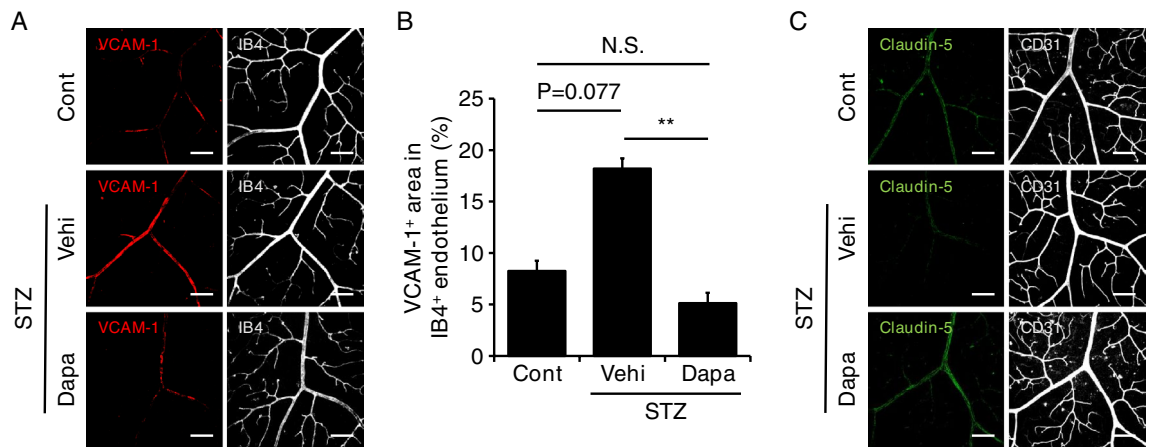 A
VCAM-1
IB4
Cont
VCAM-1
IB4
Vehi
STZ
VCAM-1
IB4
Dapa
B
N.S.
P=0.077
**
VCAM-1⁺ area in
IB4⁺ endothelium (%)
25
20
15
10
5
0
Cont
Vehi
Dapa
STZ
C
Claudin-5
CD31
Cont
Claudin-5
CD31
Vehi
STZ
Claudin-5
CD31
Dapa